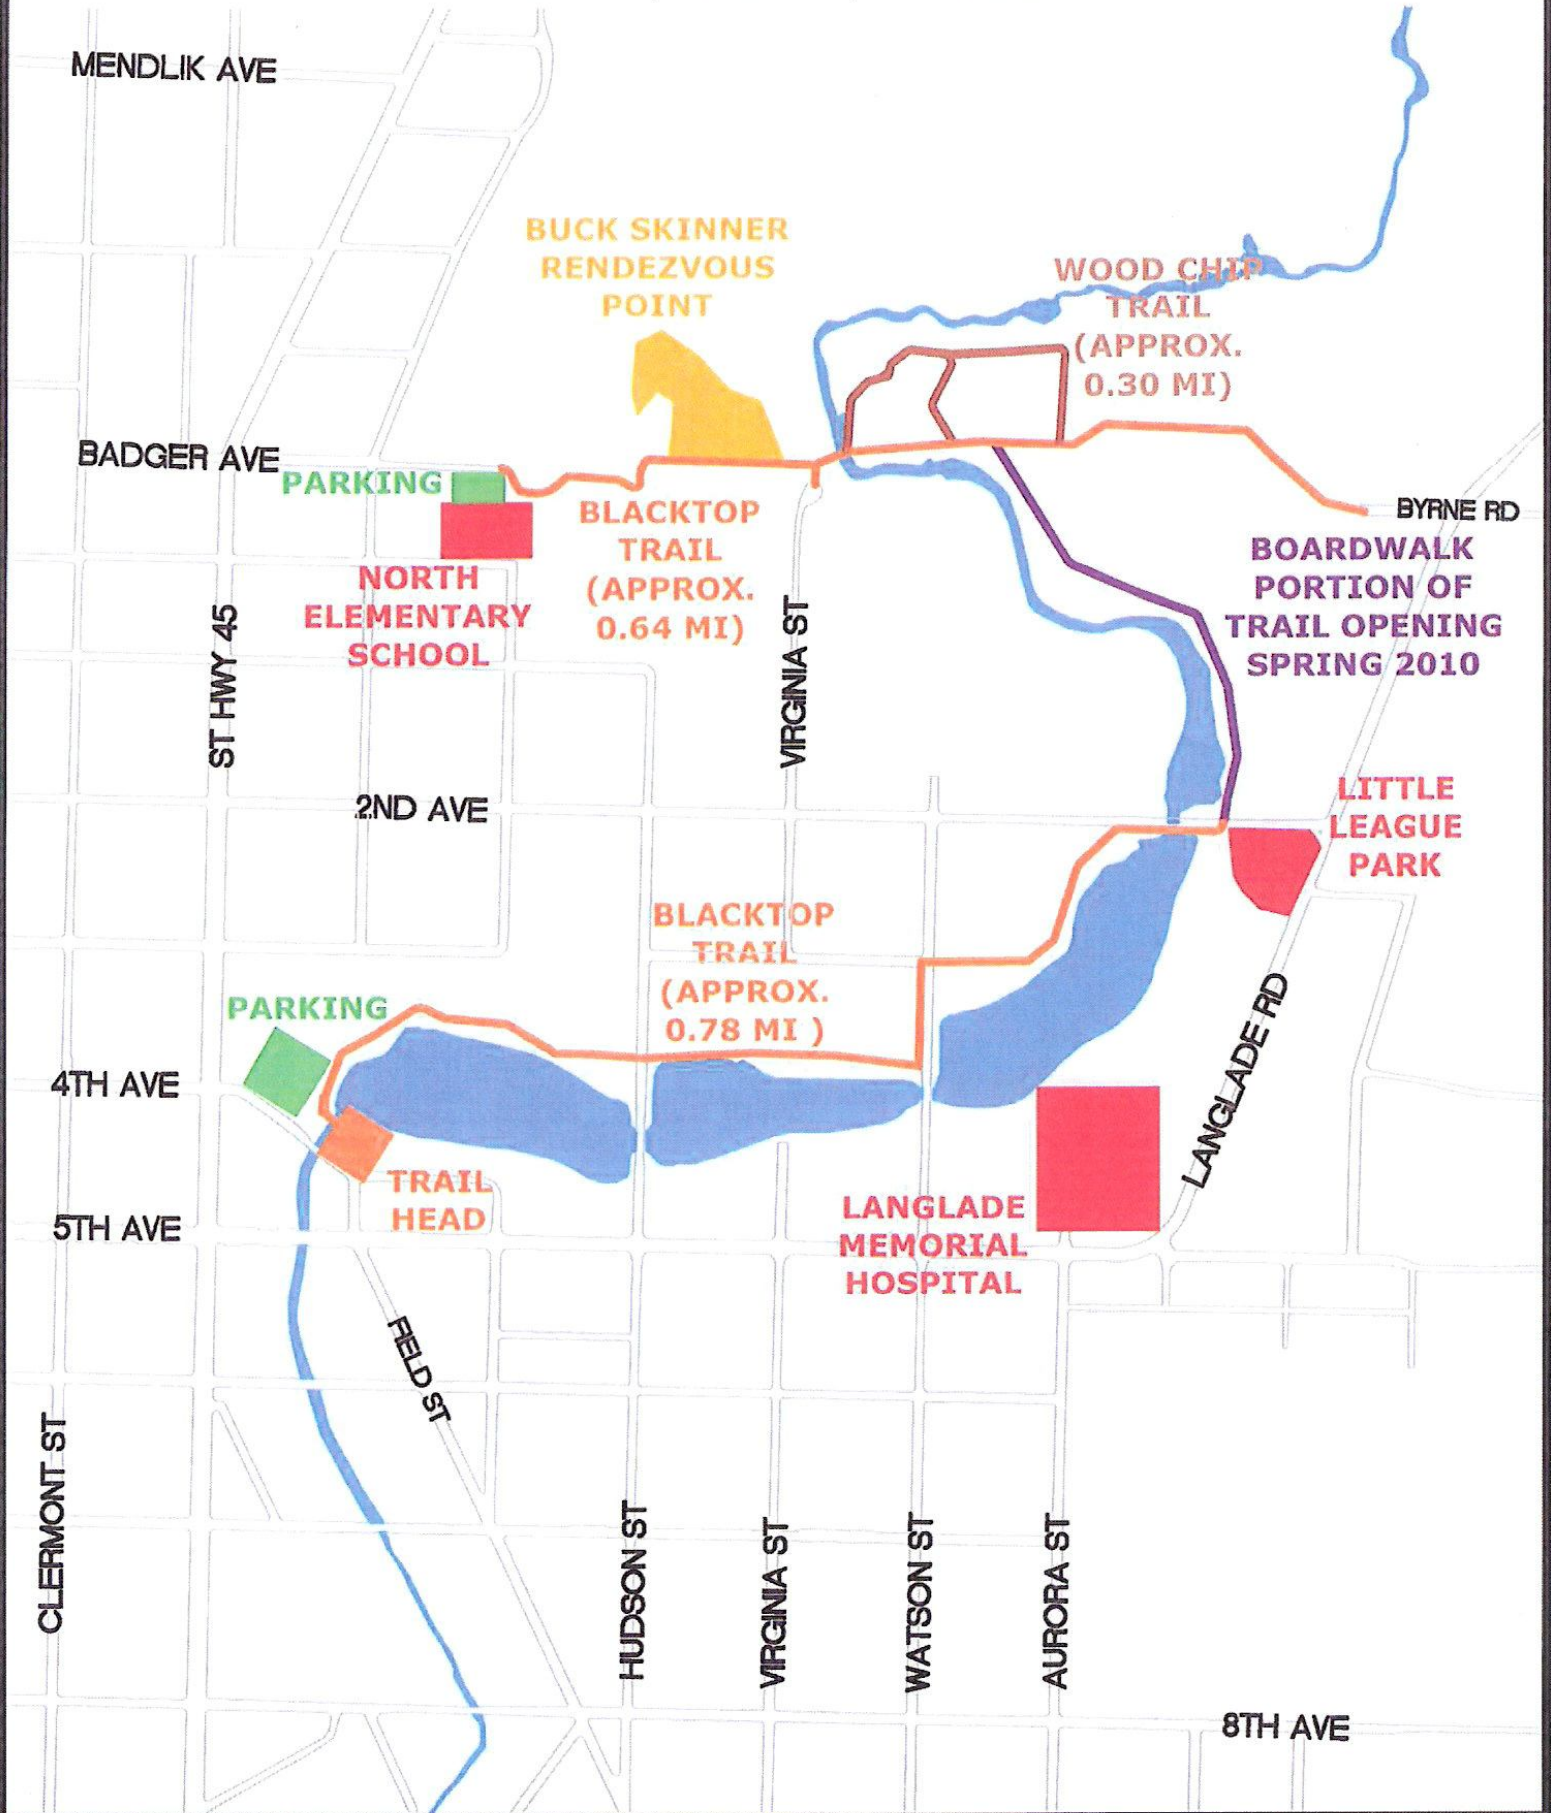 MENDLIK AVE
BUCK SKINNER
RENDEZVOUS
POINT
WOOD CHIP
TRAIL
(APPROX.
0.30 MI)
BADGER AVE
PARKING
BLACKTOP
TRAIL
(APPROX.
0.64 MI)
BYRNE RD
BOARDWALK
PORTION OF
TRAIL OPENING
SPRING 2010
NORTH
ELEMENTARY
SCHOOL
ST HWY 45
VIRGINIA ST
2ND AVE
LITTLE
LEAGUE
PARK
BLACKTOP
TRAIL
(APPROX.
0.78 MI )
PARKING
4TH AVE
LANGLADE RD
TRAIL
HEAD
5TH AVE
LANGLADE
MEMORIAL
HOSPITAL
FIELD ST
CLERMONT ST
HUDSON ST
VIRGINIA ST
WATSON ST
AURORA ST
8TH AVE